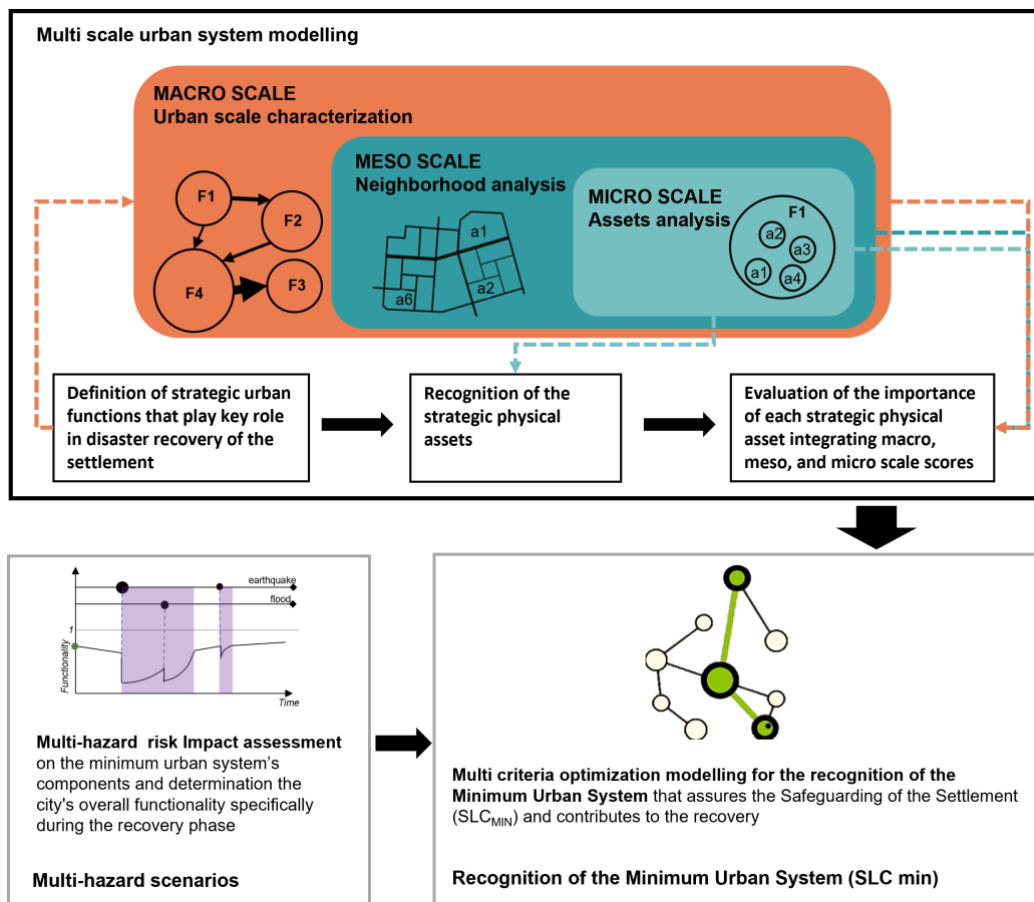 Multi scale urban system modelling
MACRO SCALE
Urban scale characterization
F1
F2
F4
F3
MESO SCALE
Neighborhood analysis
a1
a6
a2
MICRO SCALE
Assets analysis
F1
a2
a3
a1
a4
Definition of strategic urban
functions that play key role
in disaster recovery of the
settlement
Recognition of the
strategic physical
assets
Evaluation of the importance
of each strategic physical
asset integrating macro,
meso, and micro scale scores
earthquake
flood
1
Functionality
Time
Multi-hazard risk Impact assessment
on the minimum urban system's
components and determination the
city's overall functionality specifically
during the recovery phase
Multi-hazard scenarios
Multi criteria optimization modelling for the recognition of the
Minimum Urban System that assures the Safeguarding of the Settlement
(SLCMIN) and contributes to the recovery
Recognition of the Minimum Urban System (SLC min)